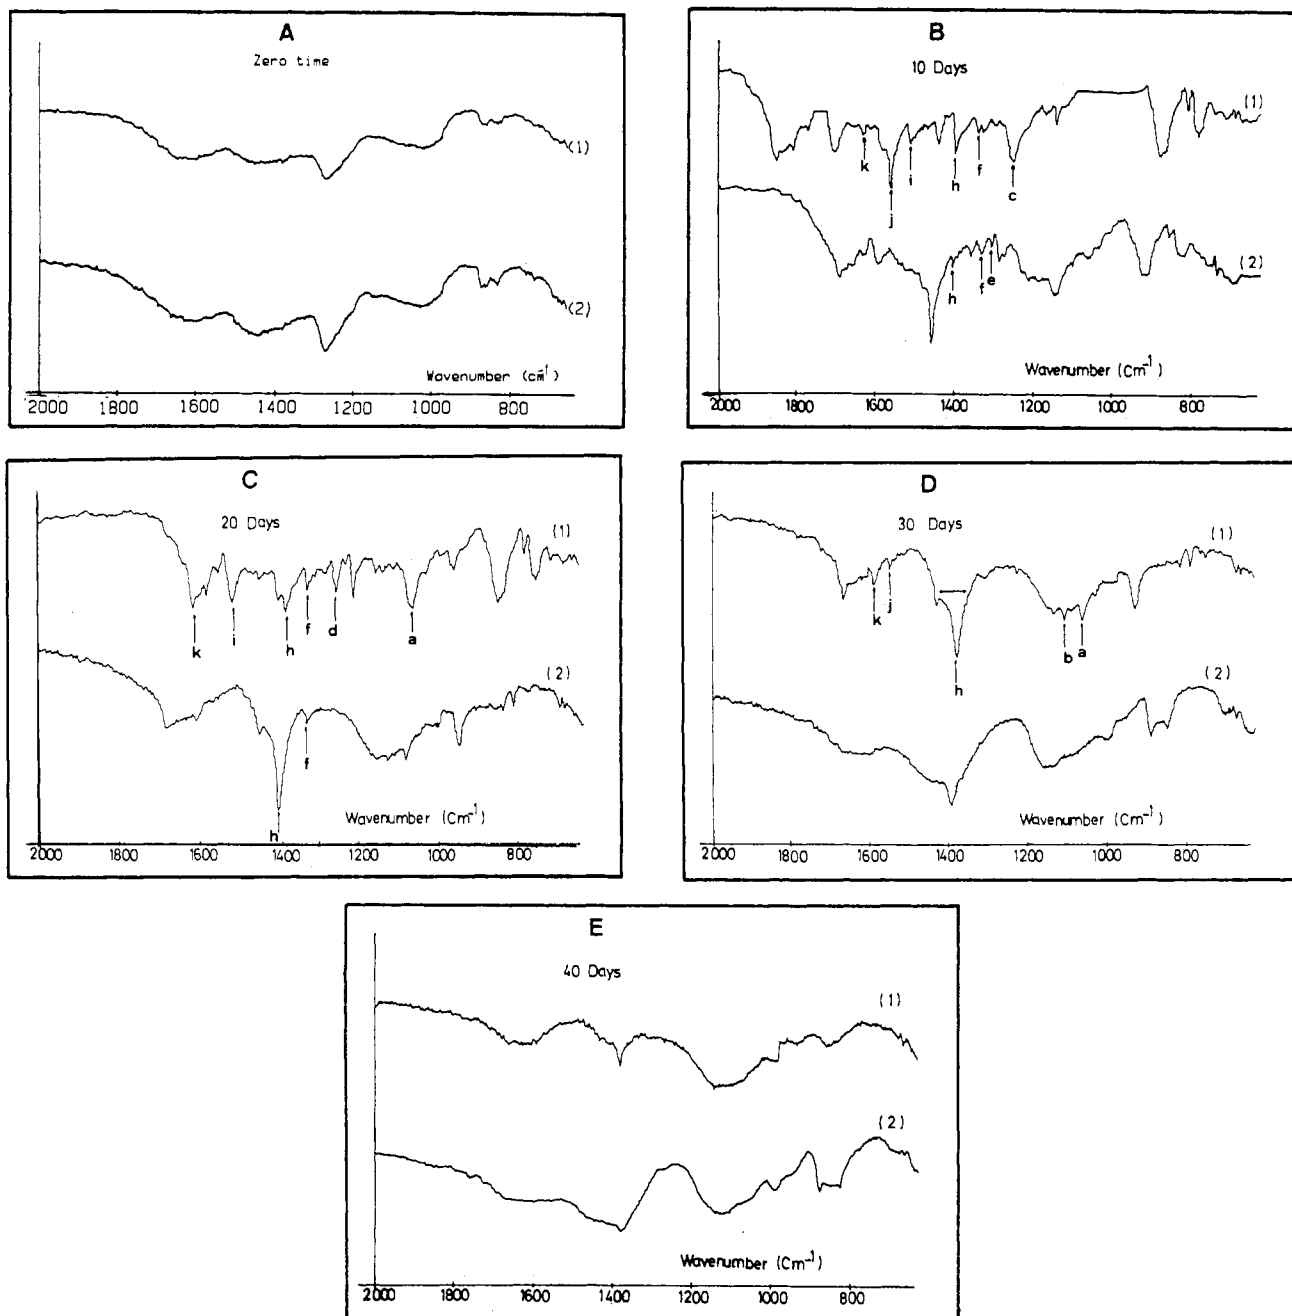 A
Zero time
(1)
(2)
Wavenumber (cm⁻¹)
2000 1800 1600 1400 1200 1000 800
B
10 Days
(1)
k j i h f c
(2)
h f e
Wavenumber (Cm⁻¹)
2000 1800 1600 1400 1200 1000 800
C
20 Days
(1)
k i h f d a
(2)
f
h
Wavenumber (Cm⁻¹)
2000 1800 1600 1400 1200 1000 800
D
30 Days
(1)
k j h b a
(2)
Wavenumber (Cm⁻¹)
2000 1800 1600 1400 1200 1000 800
E
40 Days
(1)
(2)
Wavenumber (Cm⁻¹)
2000 1800 1600 1400 1200 1000 800